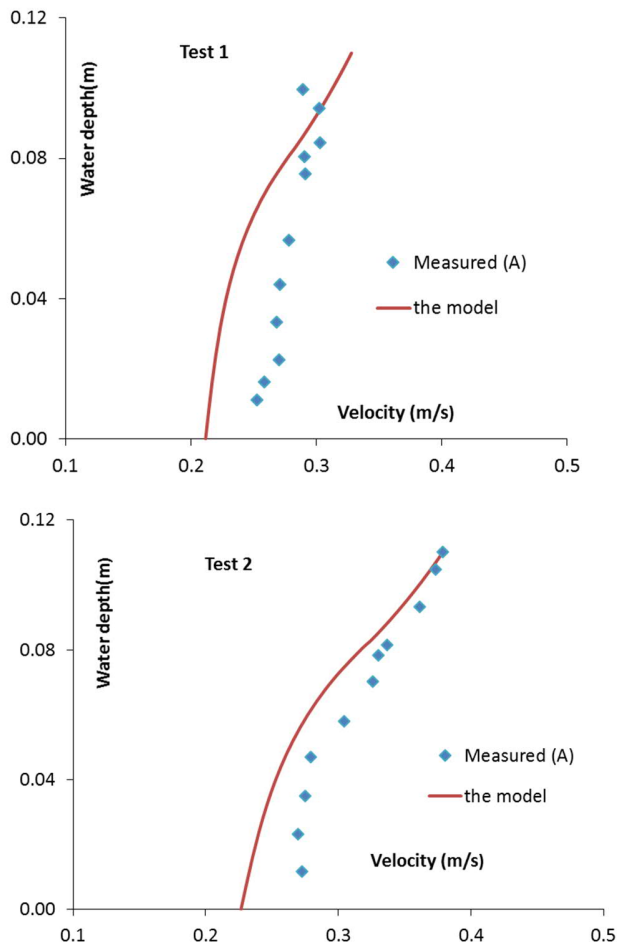 0.12
Test 1
Water depth(m)
0.08
Measured (A)
0.04
the model
Velocity (m/s)
0.00
0.1 0.2 0.3 0.4 0.5
0.12
Test 2
Water depth(m)
0.08
Measured (A)
0.04
the model
Velocity (m/s)
0.00
0.1 0.2 0.3 0.4 0.5